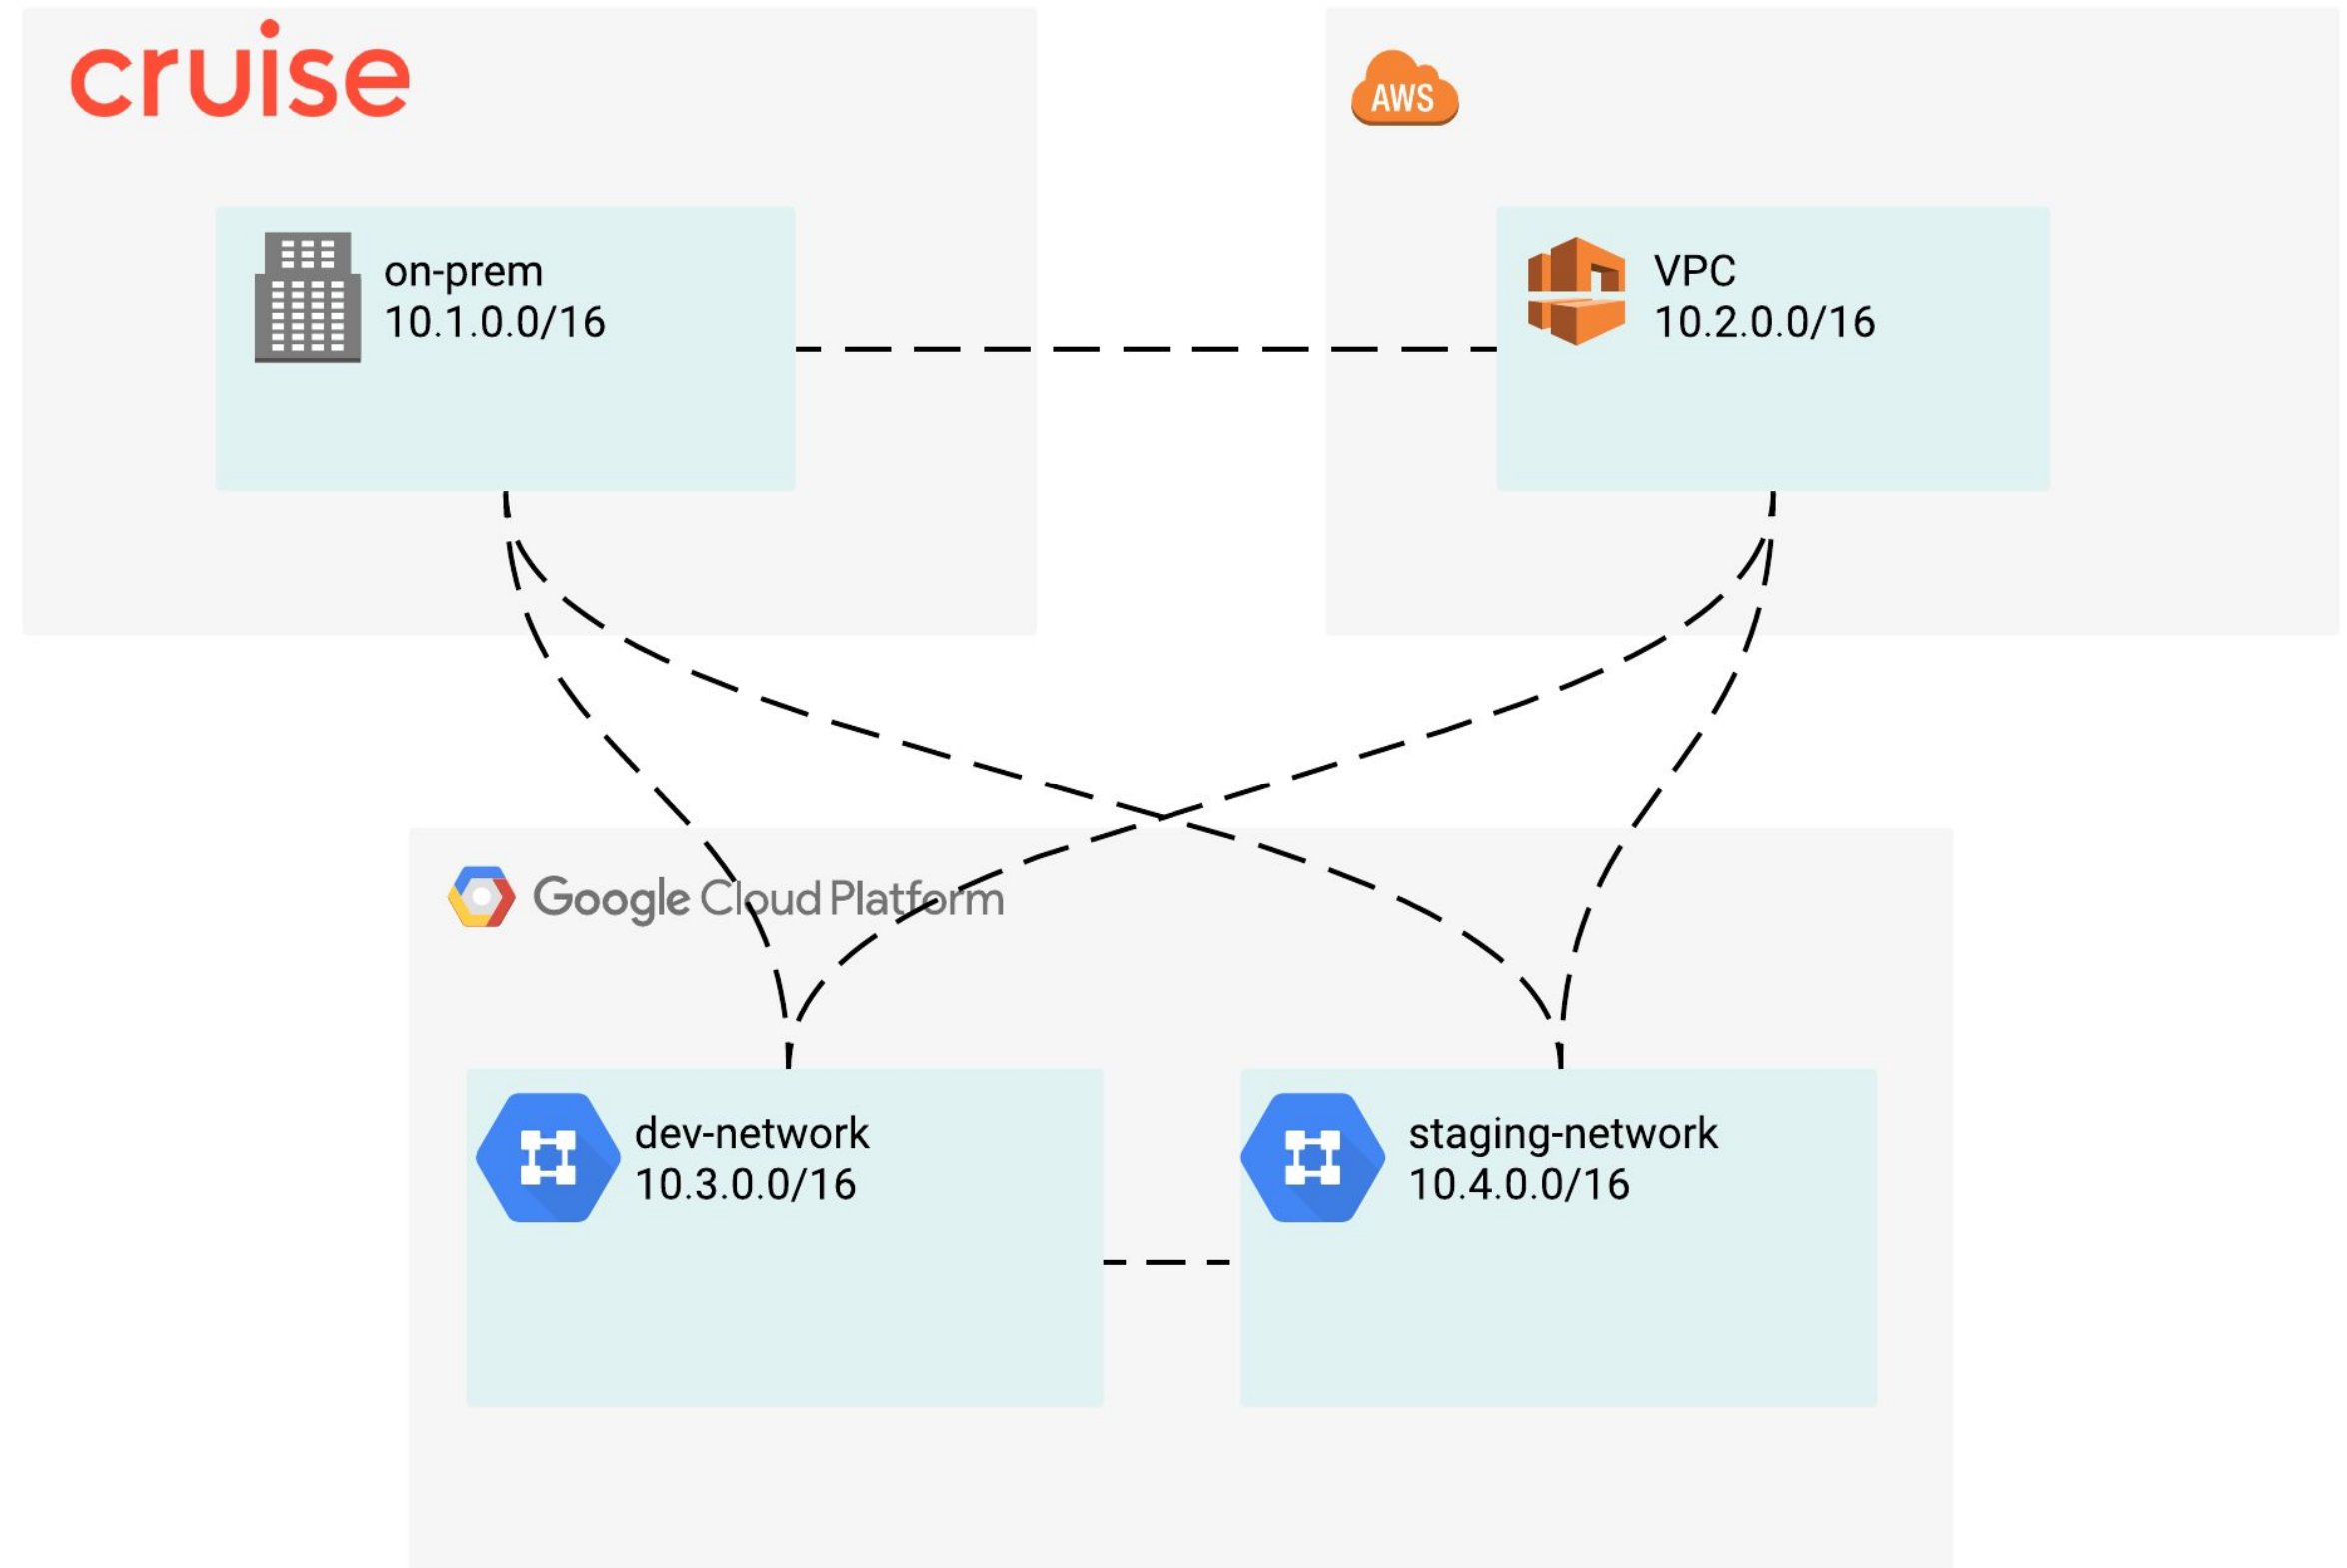 cruise
AWS
on-prem
10.1.0.0/16
VPC
10.2.0.0/16
Google Cloud Platform
dev-network
10.3.0.0/16
staging-network
10.4.0.0/16